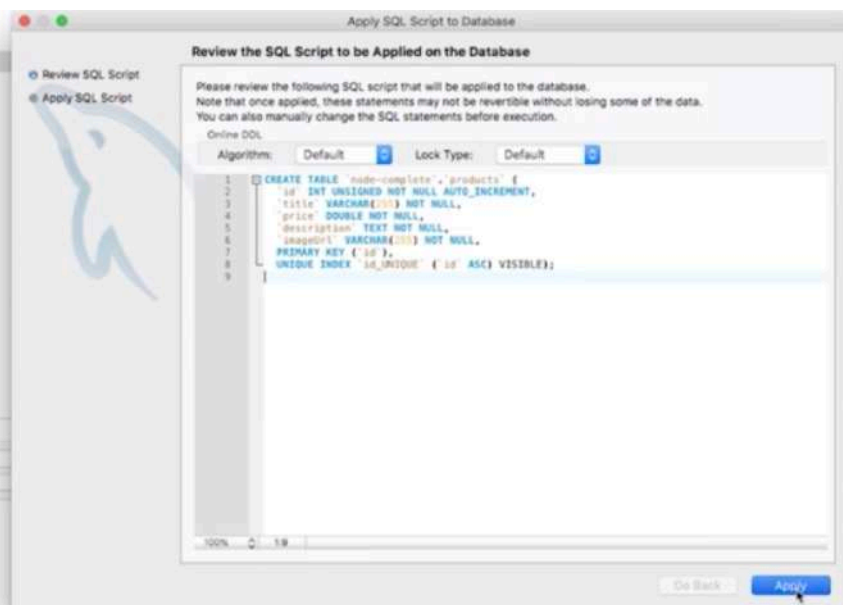 Apply SQL Script to Database
Review the SQL Script to be Applied on the Database
Review SQL Script
Apply SQL Script
Please review the following SQL script that will be applied to the database.
Note that once applied, these statements may not be revertible without losing some of the data.
You can also manually change the SQL statements before execution.
Online DDL
Algorithm: Default Lock Type: Default
1 CREATE TABLE `node-complete`.`products` (
2 `id` INT UNSIGNED NOT NULL AUTO_INCREMENT,
3 `title` VARCHAR(255) NOT NULL,
4 `price` DOUBLE NOT NULL,
5 `description` TEXT NOT NULL,
6 `imageUrl` VARCHAR(255) NOT NULL,
7 PRIMARY KEY (`id`),
8 UNIQUE INDEX `id_UNIQUE` (`id` ASC) VISIBLE);
9
100% 1:9
Go Back Apply